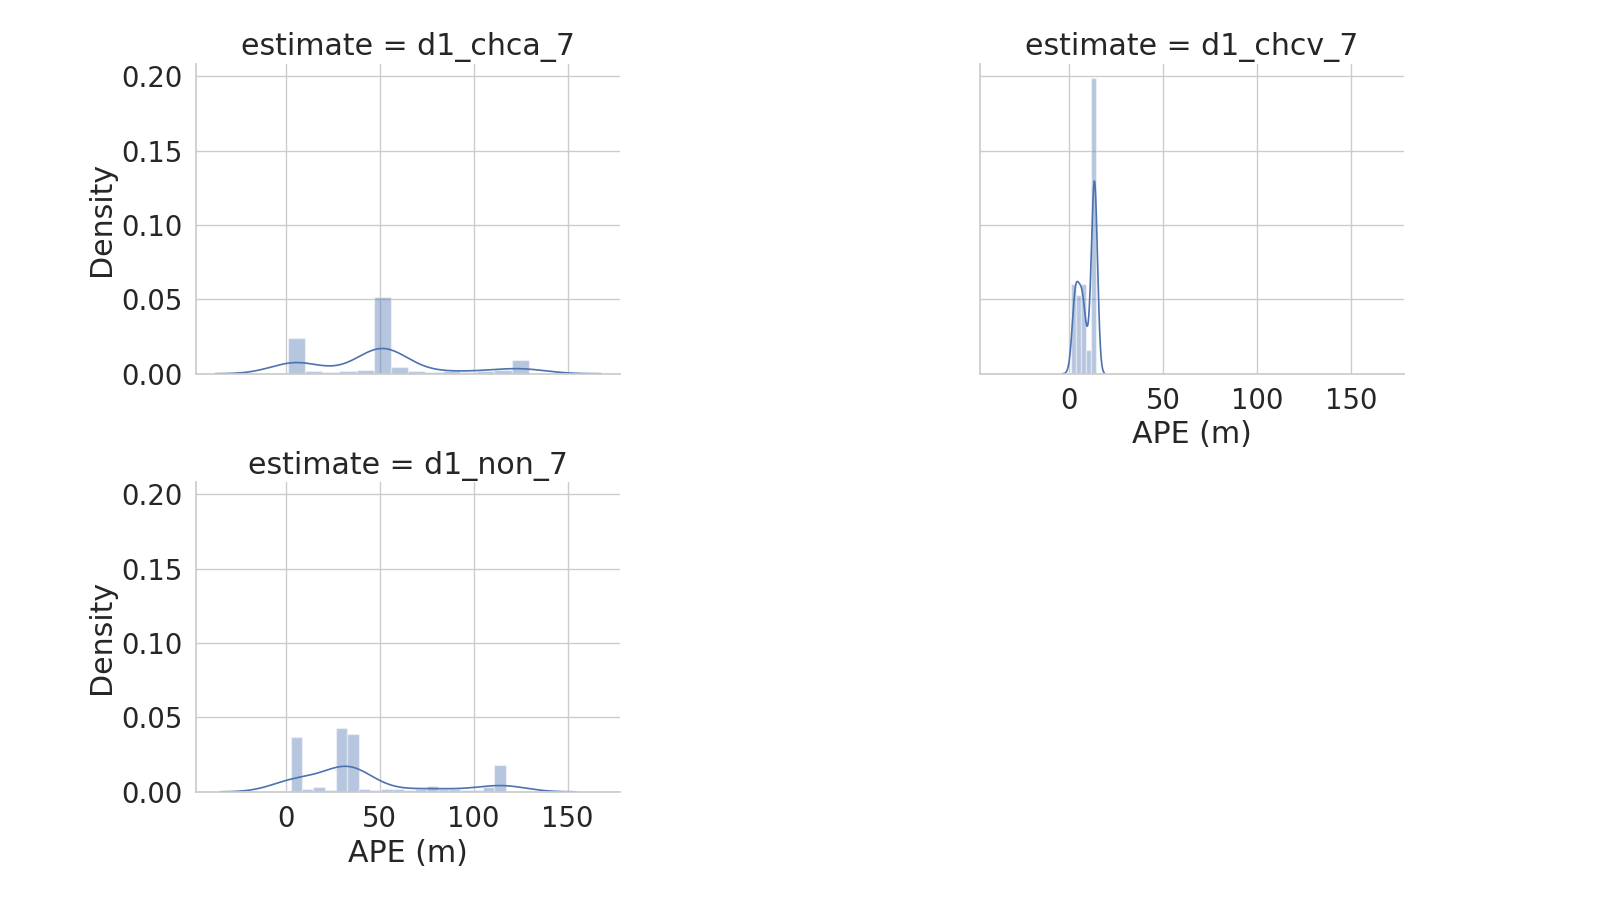 estimate = d1_chca_7
estimate = d1_chcv_7
0.20
0.15
0.10
0.05
0.00
Density
0 50 100 150
APE (m)
estimate = d1_non_7
0.20
0.15
0.10
0.05
0.00
Density
0 50 100 150
APE (m)